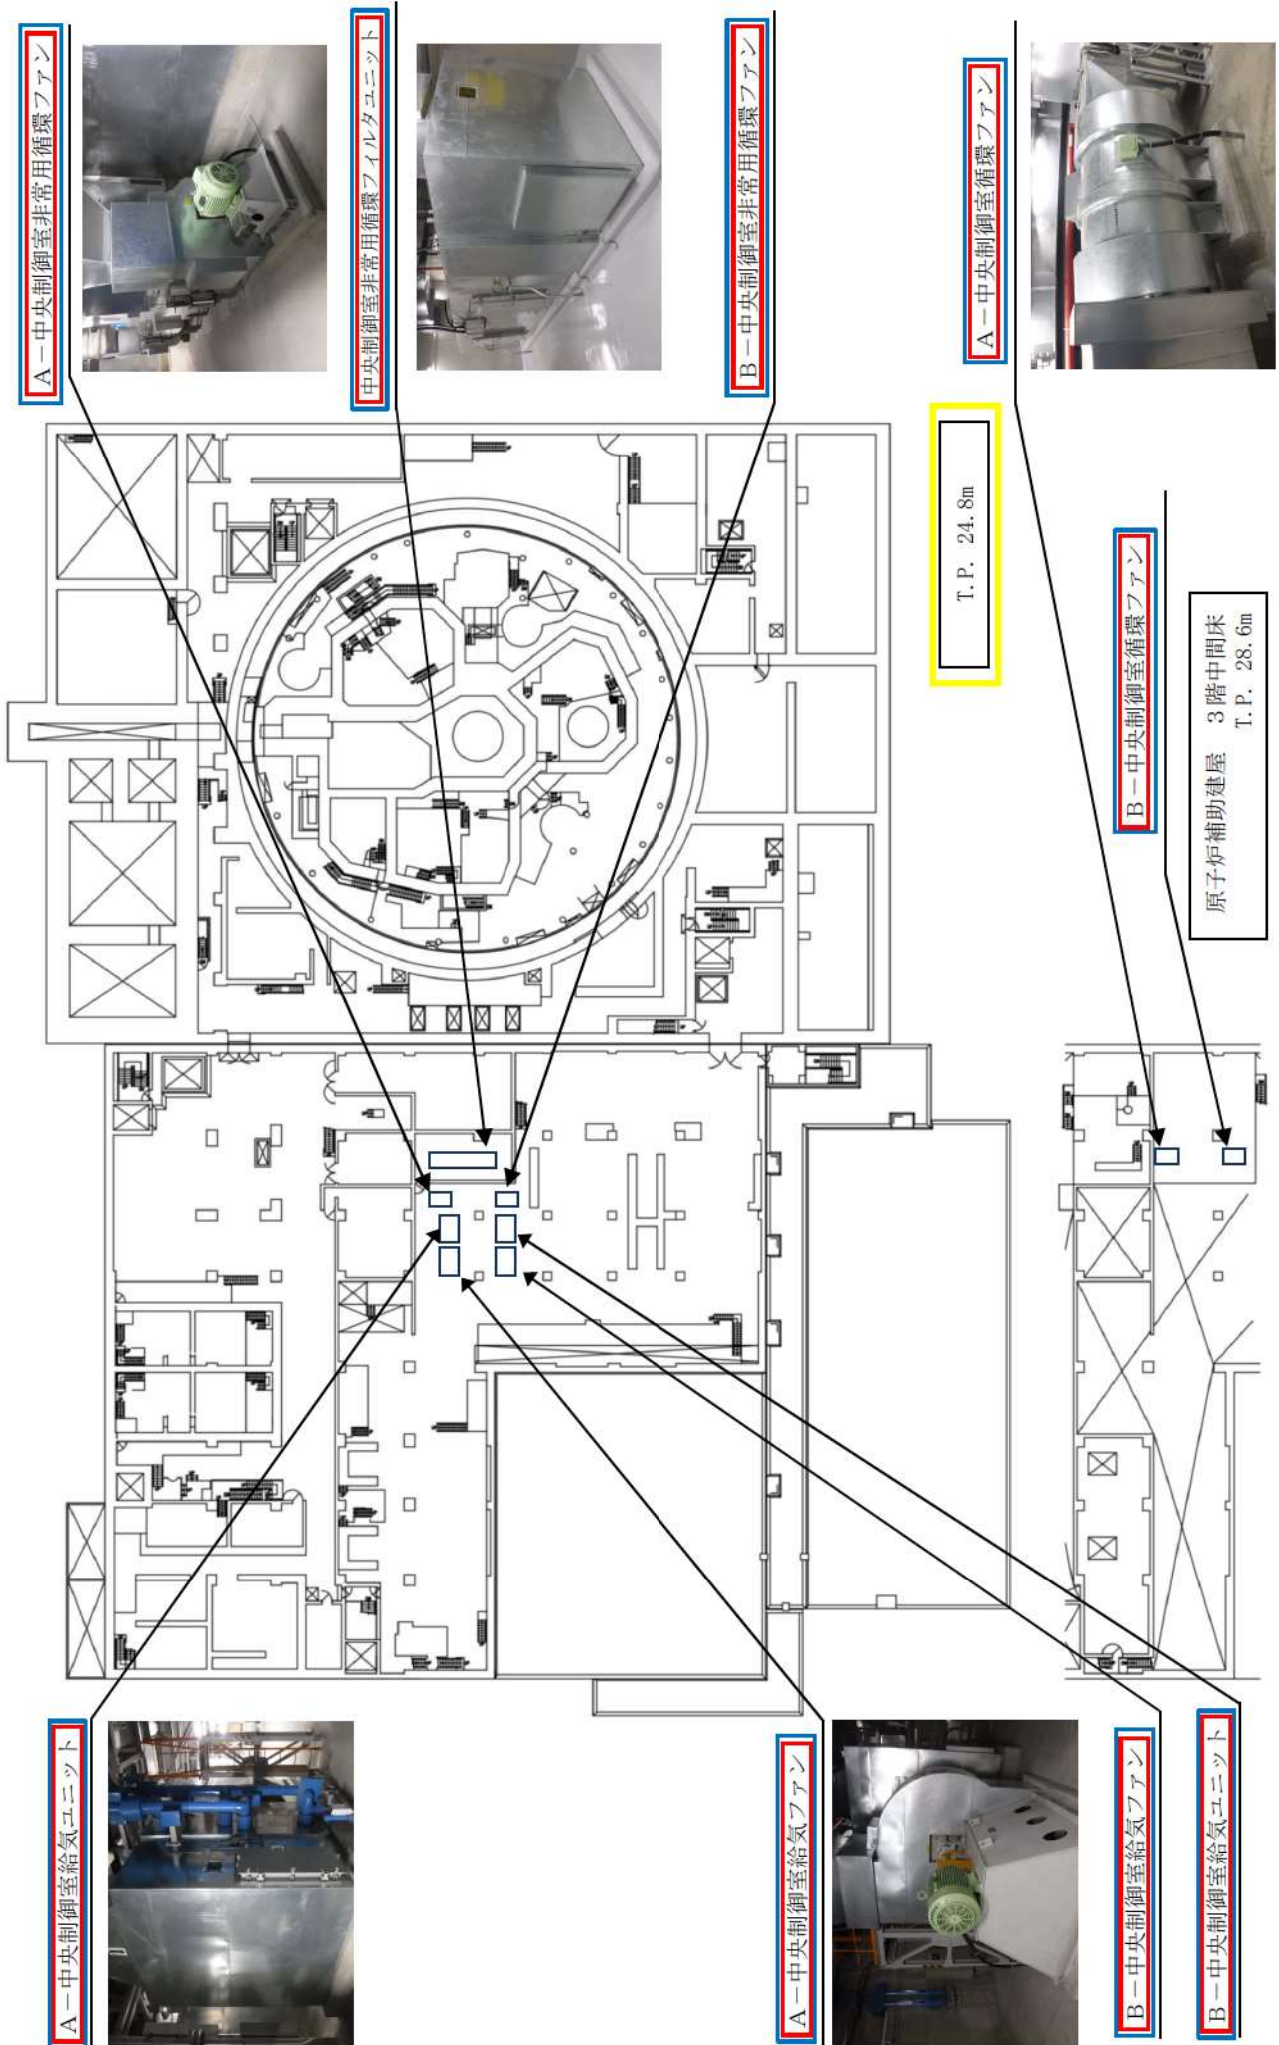 A－中央制御室給気ユニット
A－中央制御室非常用循環ファン
中央制御室非常用循環フィルタユニット
B－中央制御室非常用循環ファン
A－中央制御室給気ファン
T.P. 24.8m
A－中央制御室循環ファン
B－中央制御室給気ファン
B－中央制御室循環ファン
B－中央制御室給気ユニット
原子炉補助建屋　３階中間床
T.P. 28.6m